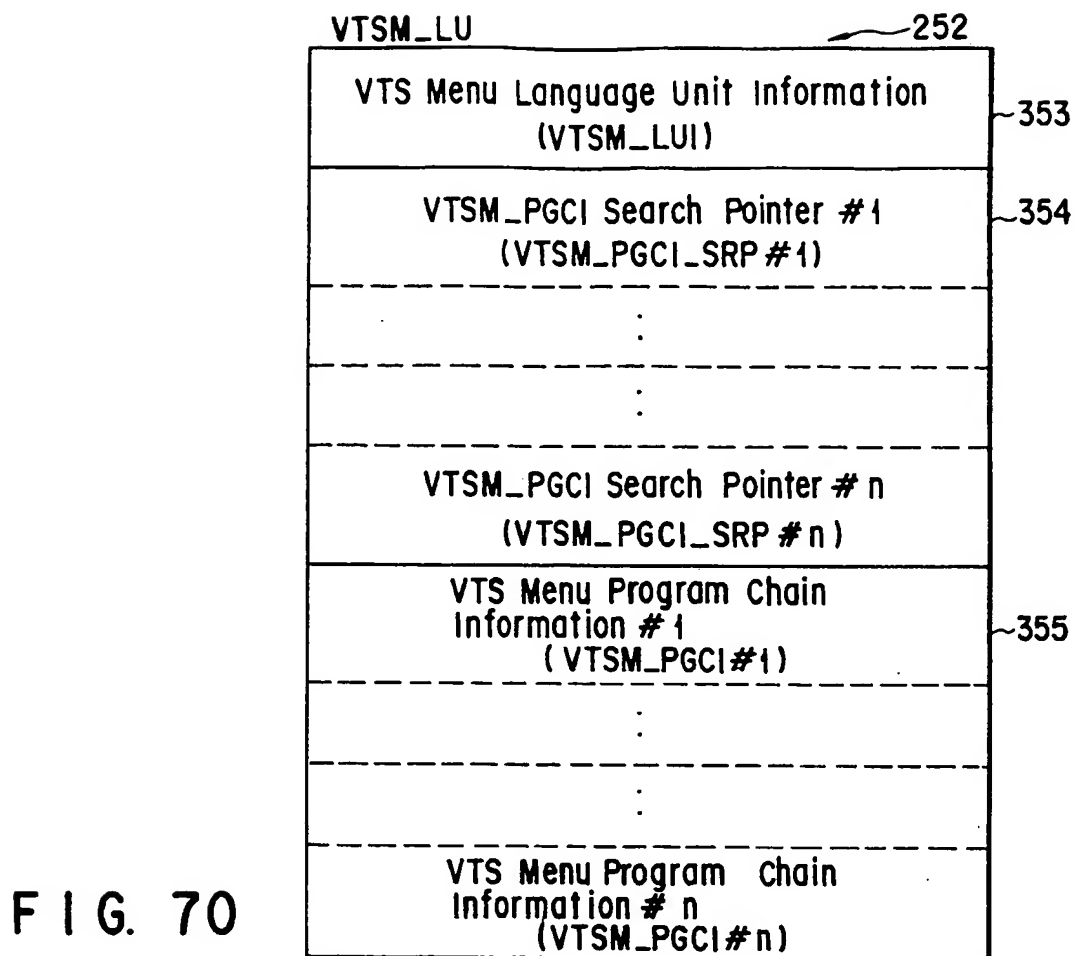 VTSM_LU
252
VTS Menu Language Unit Information
(VTSM_LUI)
353
VTSM_PGCI Search Pointer #1
(VTSM_PGCI_SRP #1)
354
VTSM_PGCI Search Pointer # n
(VTSM_PGCI_SRP # n)
VTS Menu Program Chain
Information # 1
(VTSM_PGCI#1)
355
VTS Menu Program Chain
Information # n
(VTSM_PGCI#n)
FIG. 70